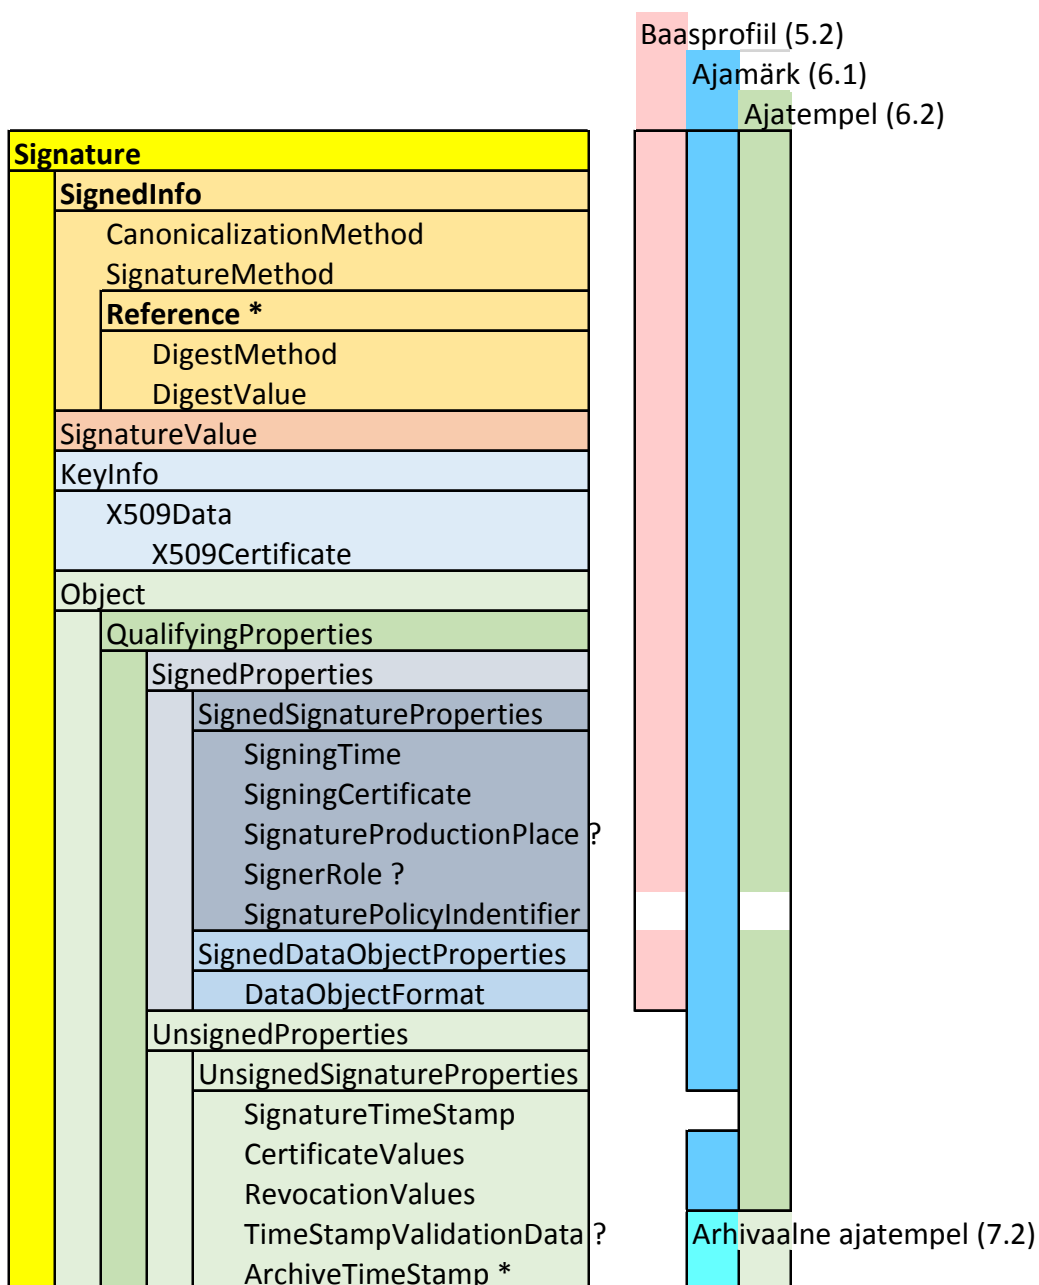 Baasprofiil (5.2)
Ajamärk (6.1)
Ajatempel (6.2)
Signature
SignedInfo
CanonicalizationMethod
SignatureMethod
Reference *
DigestMethod
DigestValue
SignatureValue
KeyInfo
X509Data
X509Certificate
Object
QualifyingProperties
SignedProperties
SignedSignatureProperties
SigningTime
SigningCertificate
SignatureProductionPlace ?
SignerRole ?
SignaturePolicyIndentifier
SignedDataObjectProperties
DataObjectFormat
UnsignedProperties
UnsignedSignatureProperties
SignatureTimeStamp
CertificateValues
RevocationValues
TimeStampValidationData ? Arhivaalne ajatempel (7.2)
ArchiveTimeStamp *